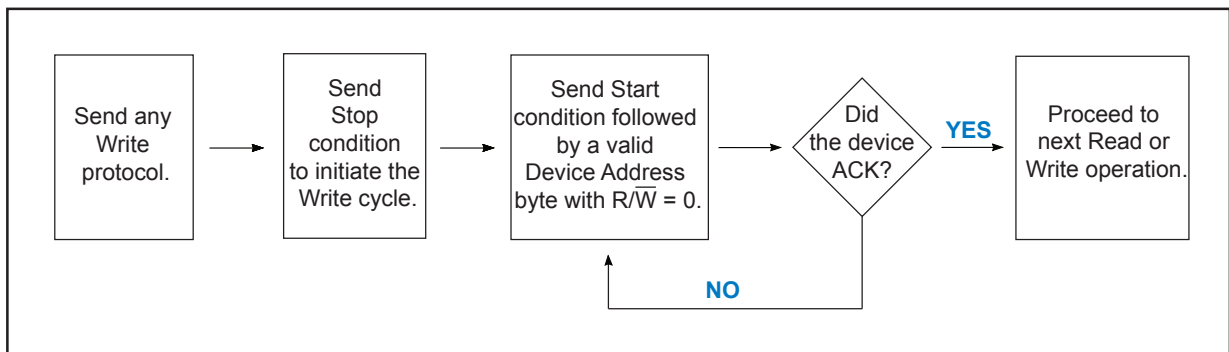 Send any
Write
protocol.
Send
Stop
condition
to initiate the
Write cycle.
Send Start
condition followed
by a valid
Device Address
byte with R/W̅ = 0.
Did
the device
ACK?
YES
NO
Proceed to
next Read or
Write operation.